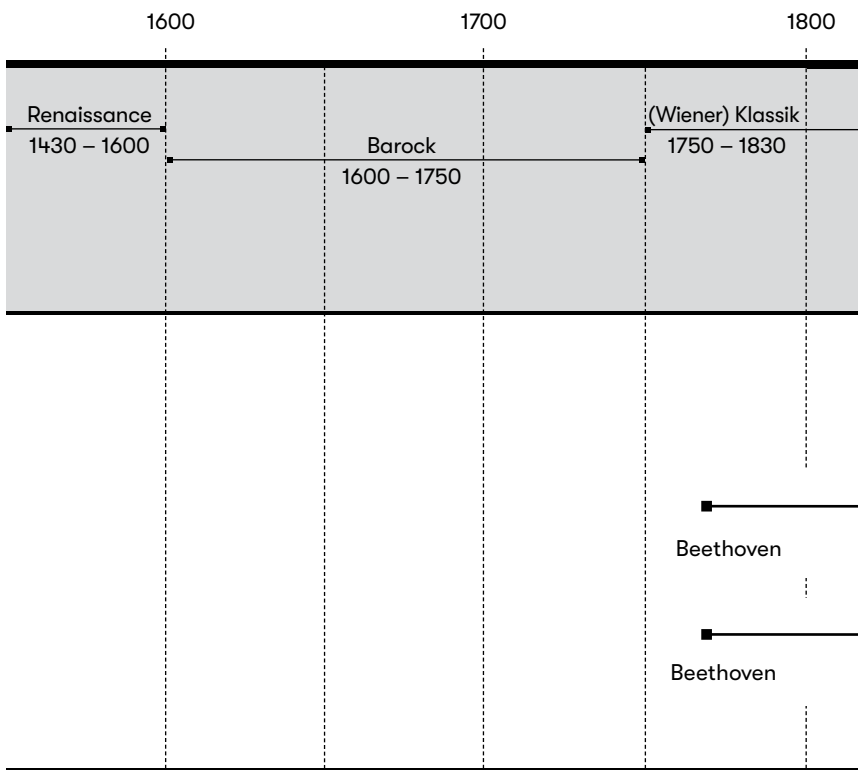 1600
1700
1800
Renaissance
1430 – 1600
Barock
1600 – 1750
(Wiener) Klassik
1750 – 1830
Beethoven
Beethoven